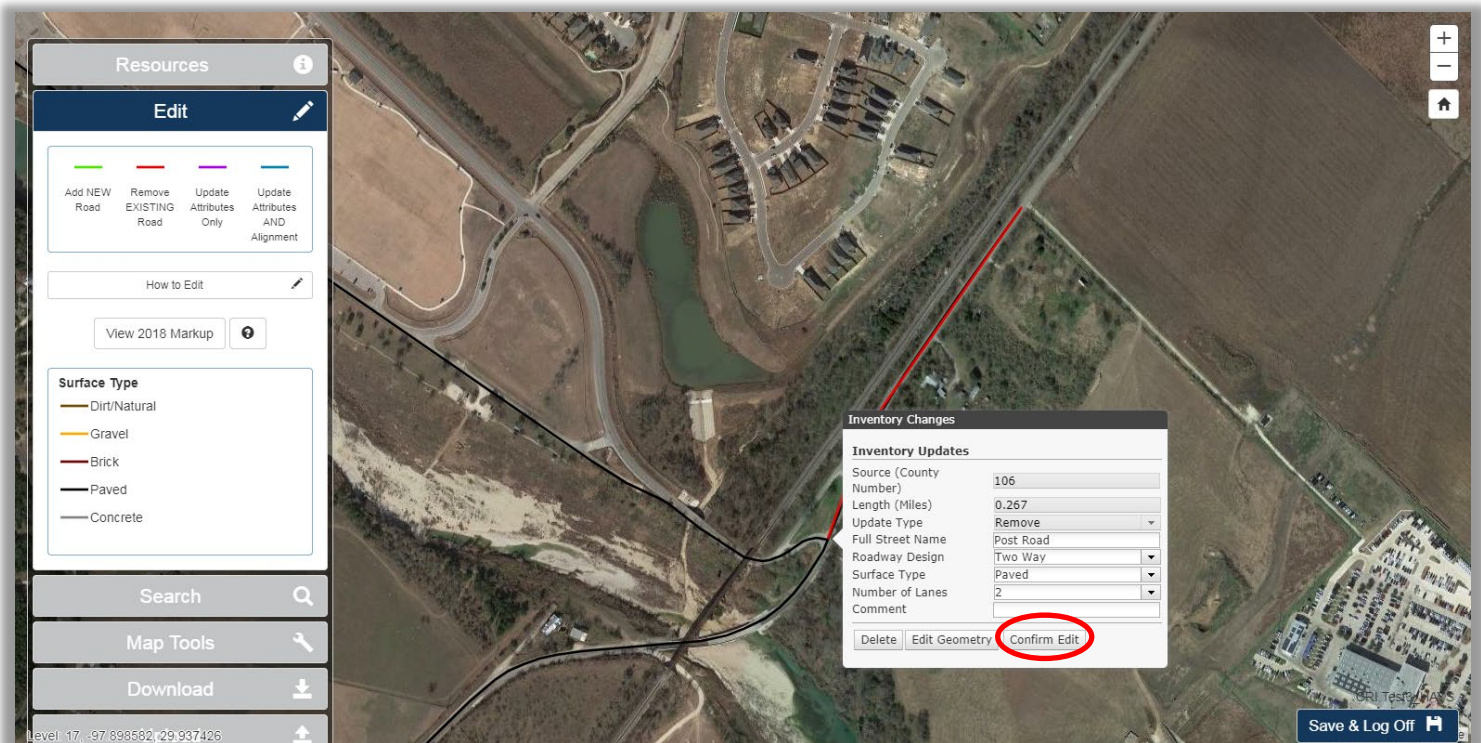 Resources
Edit
Add NEW Road
Remove EXISTING Road
Update Attributes Only
Update Attributes AND Alignment
How to Edit
View 2018 Markup
Surface Type
Dirt/Natural
Gravel
Brick
Paved
Concrete
Search
Map Tools
Download
Level: 17, -97.898582, 29.937426
Inventory Changes
Inventory Updates
Source (County Number) 106
Length (Miles) 0.267
Update Type Remove
Full Street Name Post Road
Roadway Design Two Way
Surface Type Paved
Number of Lanes 2
Comment
Delete Edit Geometry Confirm Edit
Save & Log Off